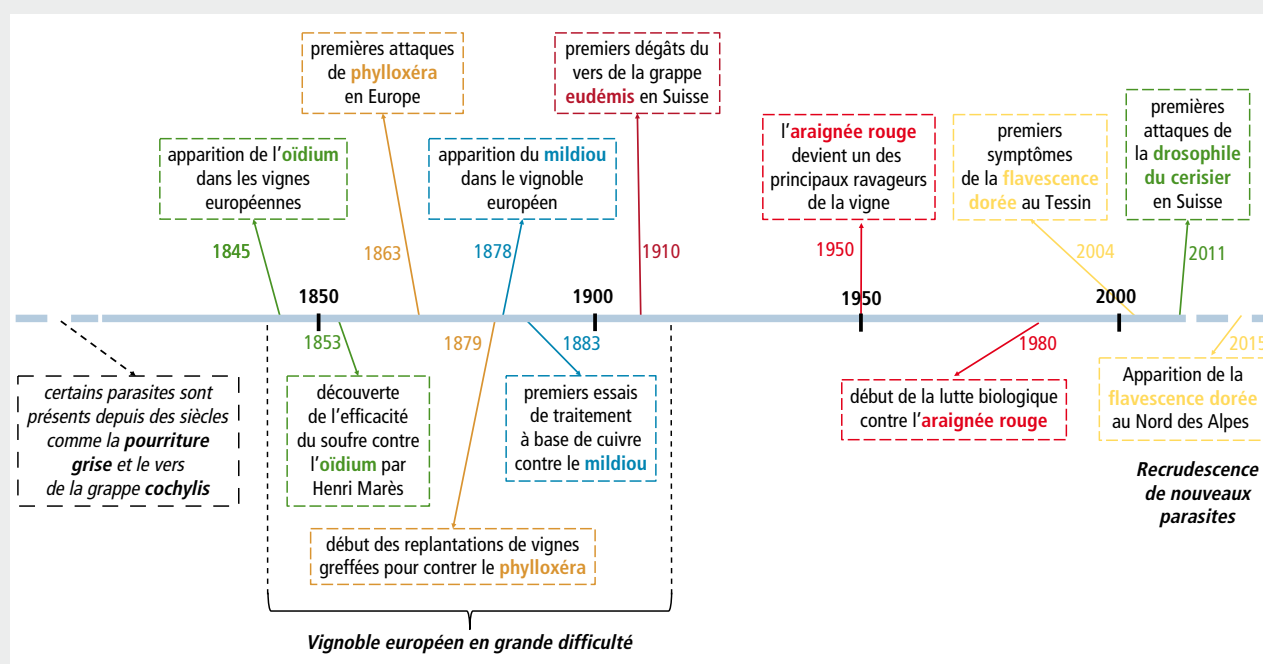 premières attaques
de phylloxéra
en Europe
premiers dégâts du
vers de la grappe
eudémis en Suisse
apparition de l'oïdium
dans les vignes
européennes
apparition du mildiou
dans le vignoble
européen
l'araignée rouge
devient un des
principaux ravageurs
de la vigne
premiers
symptômes
de la flavescence
dorée au Tessin
premières
attaques de
la drosophile
du cerisier
en Suisse
1845
1863
1878
1910
1950
2004
2011
1850
1900
1950
2000
1853
1879
1883
1980
2015
certains parasites sont
présents depuis des siècles
comme la pourriture
grise et le vers
de la grappe cochylis
découverte
de l'efficacité
du soufre contre
l'oïdium par
Henri Marès
premiers essais
de traitement
à base de cuivre
contre le mildiou
début de la lutte biologique
contre l'araignée rouge
Apparition de la
flavescence dorée
au Nord des Alpes
Recrudescence
de nouveaux
parasites
début des replantations de vignes
greffées pour contrer le phylloxéra
Vignoble européen en grande difficulté